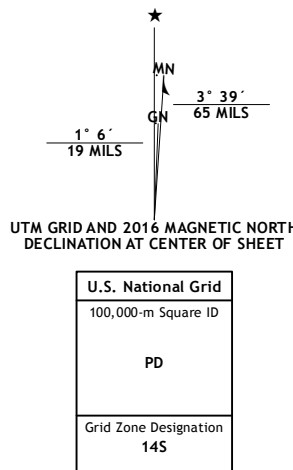 MN
3° 39´
65 MILS
GN
1° 6´
19 MILS
UTM GRID AND 2016 MAGNETIC NORTH
DECLINATION AT CENTER OF SHEET
U.S. National Grid
100,000-m Square ID
PD
Grid Zone Designation
14S